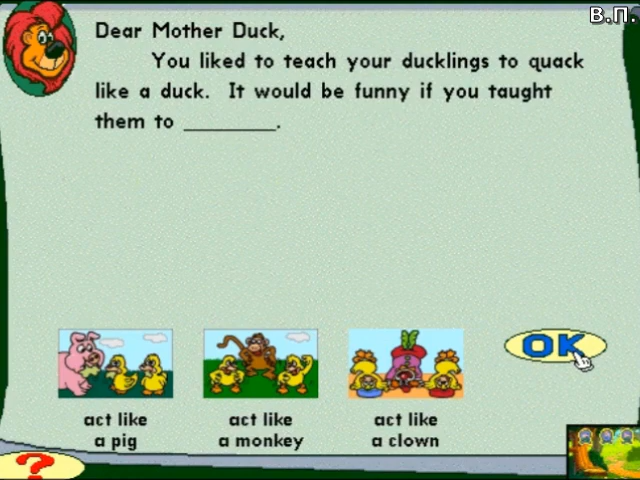 В.П.
Dear Mother Duck,
You liked to teach your ducklings to quack
like a duck. It would be funny if you taught
them to ________.
OK
act like
a pig
act like
a monkey
act like
a clown
?